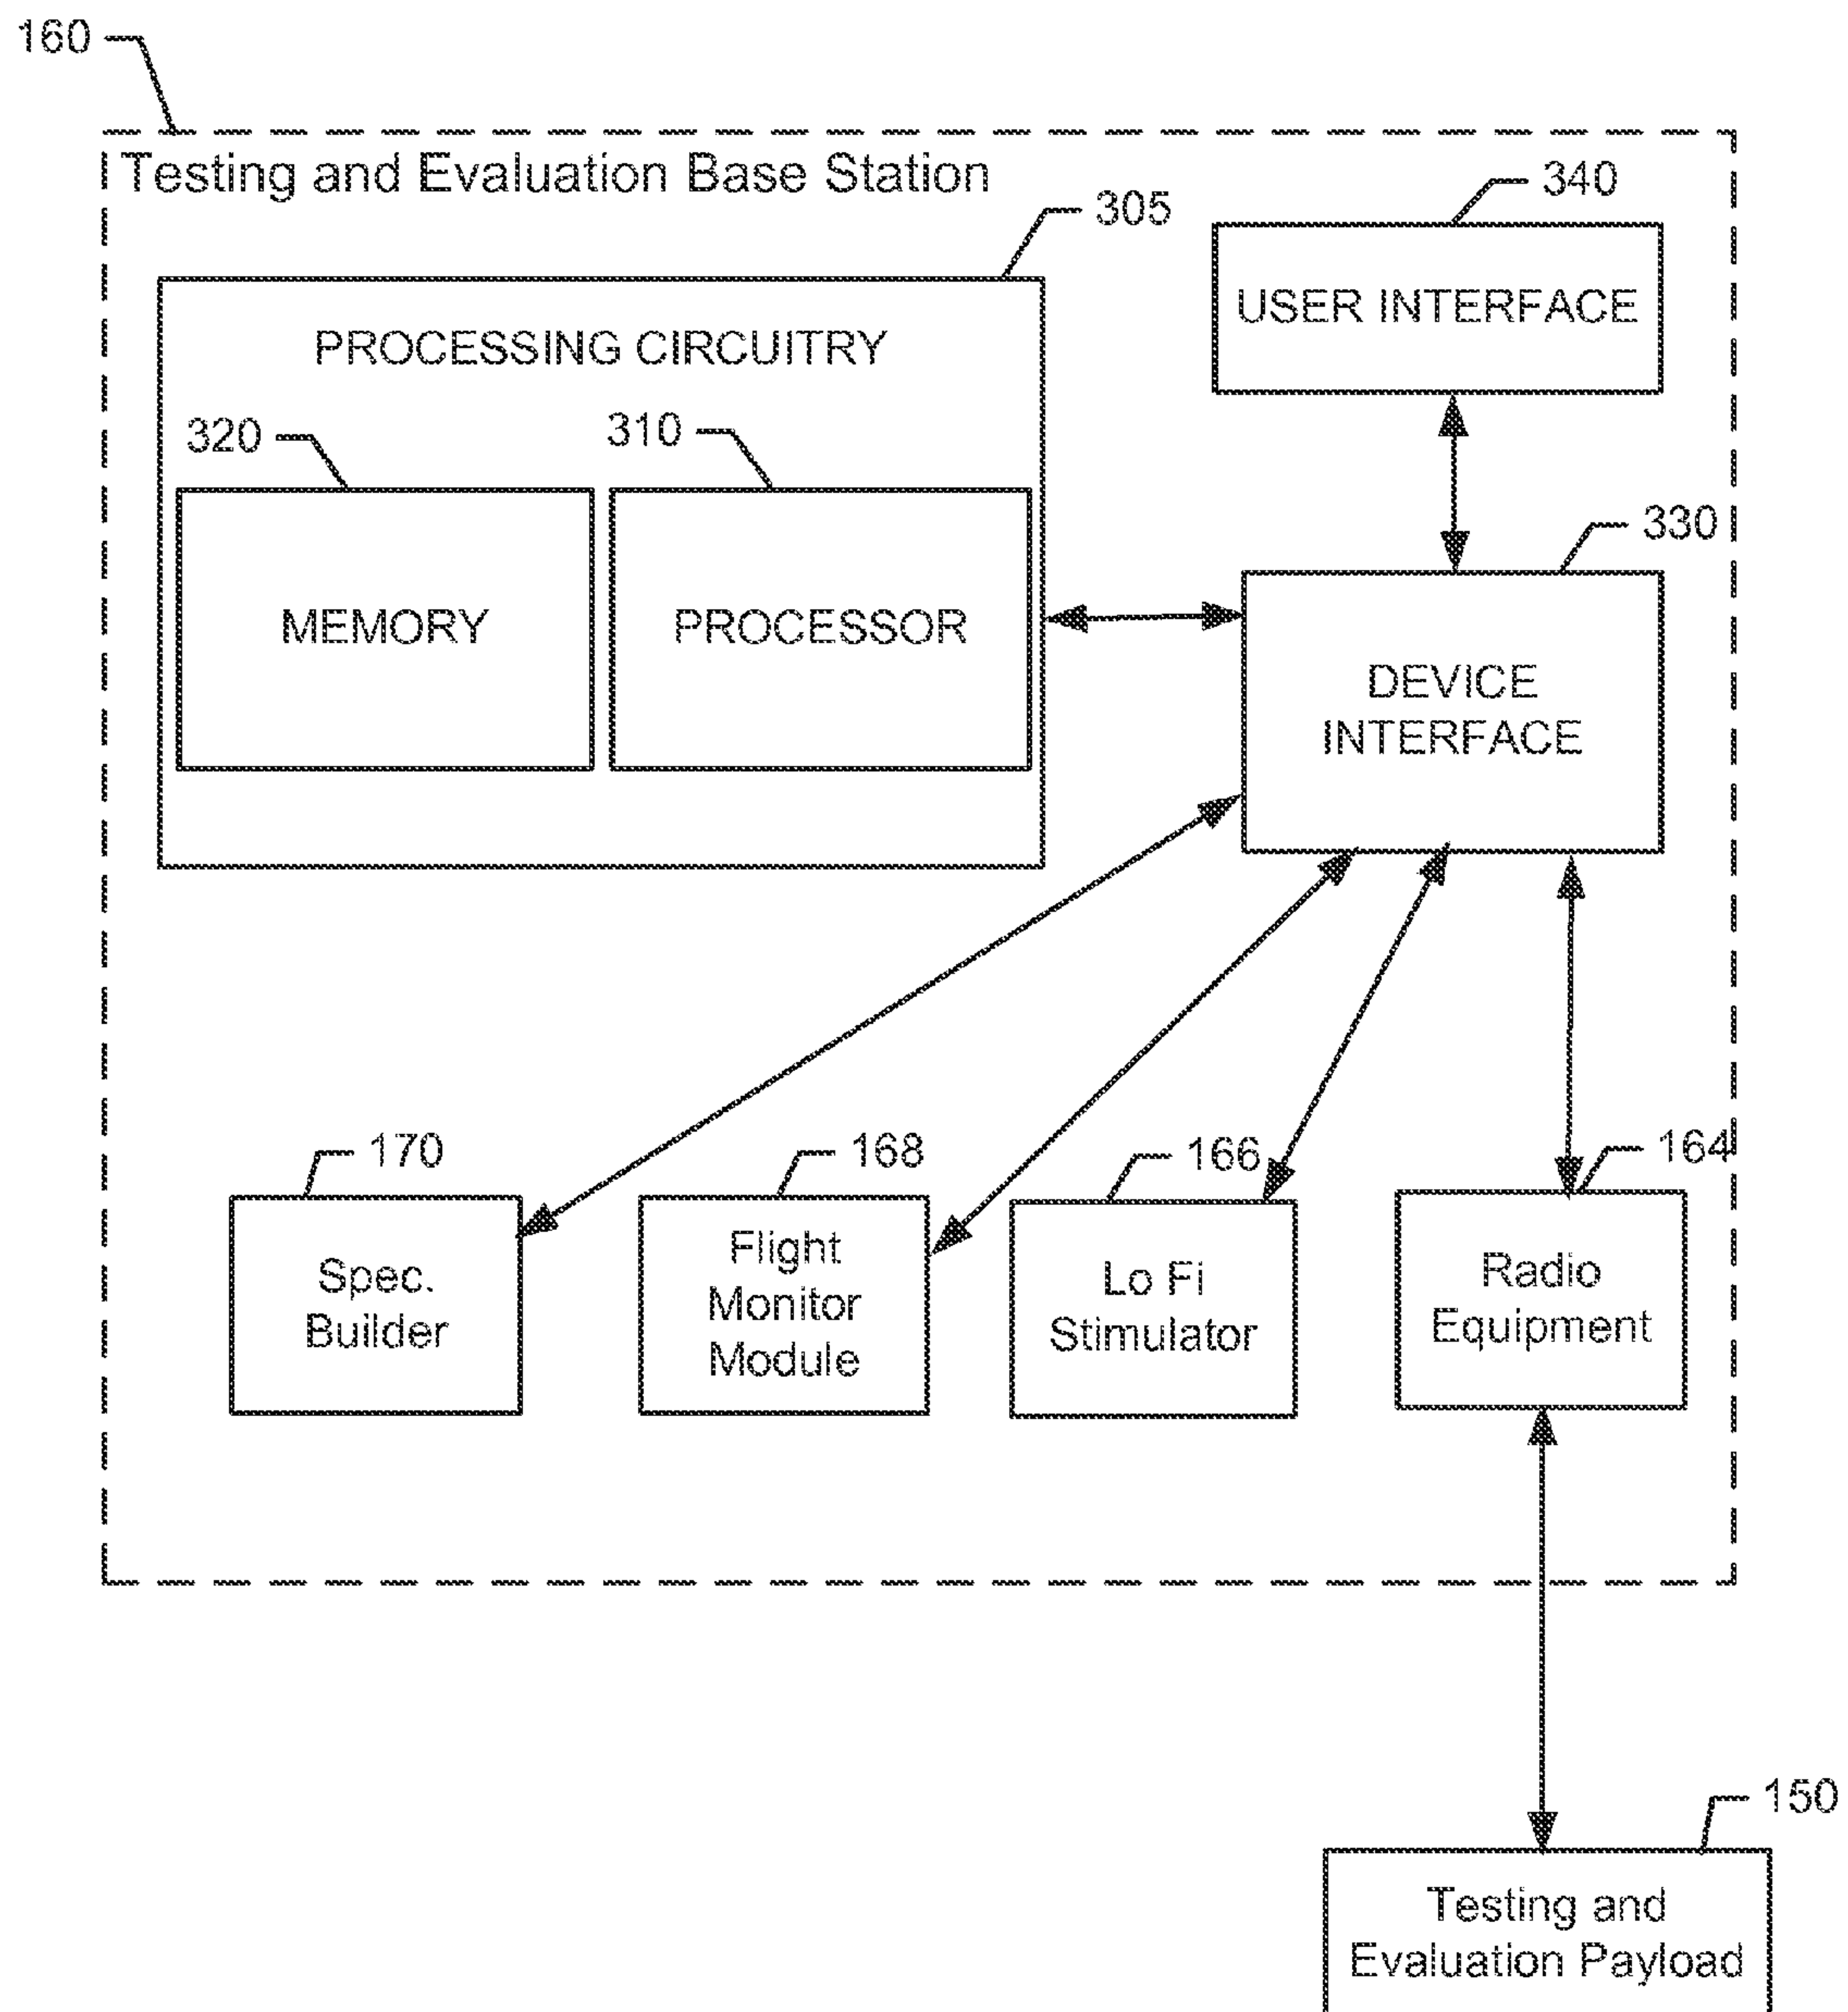 160
Testing and Evaluation Base Station
305
340
PROCESSING CIRCUITRY
USER INTERFACE
320
310
330
MEMORY
PROCESSOR
DEVICE
INTERFACE
170
168
166
164
Spec.
Builder
Flight
Monitor
Module
Lo Fi
Stimulator
Radio
Equipment
150
Testing and
Evaluation Payload